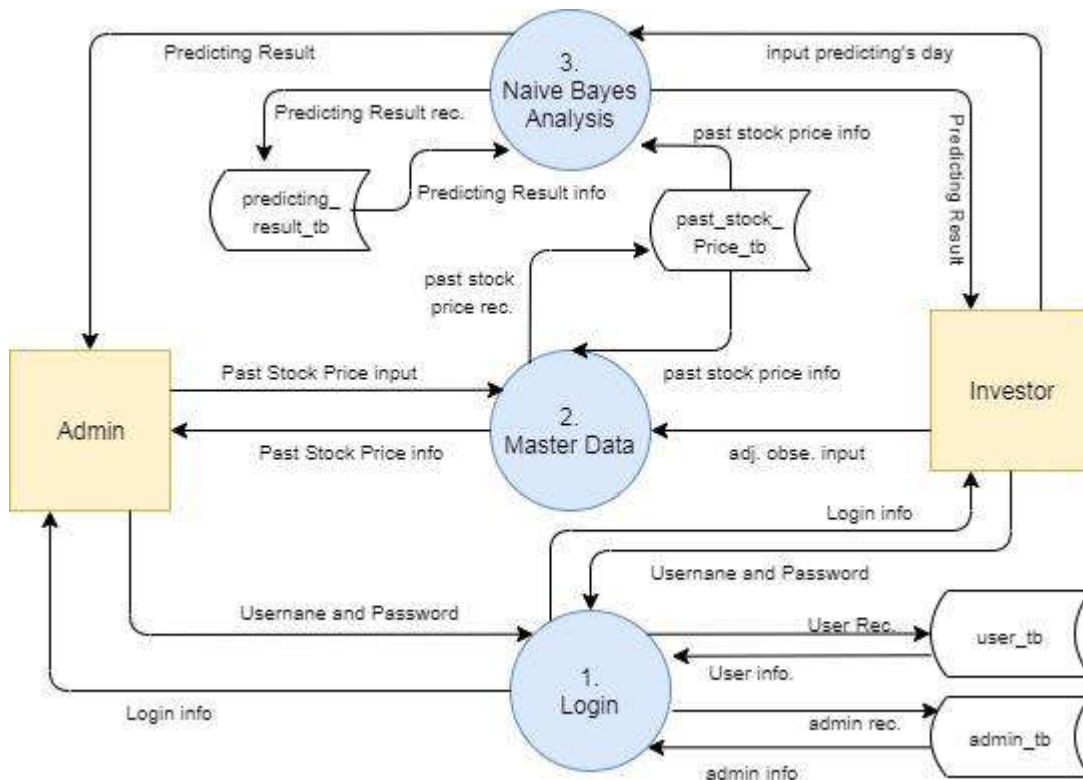 Predicting Result
input predicting's day
3.
Naive Bayes
Analysis
Predicting Result rec.
past stock price info
Predicting Result
predicting_
result_tb
Predicting Result info
past_stock_
Price_tb
past stock
price rec.
Past Stock Price input
past stock price info
Admin
2.
Master Data
Investor
Past Stock Price info
adj. obse. input
Login info
Usernane and Password
Usernane and Password
User Rec.
user_tb
User info.
1.
Login
Login info
admin rec.
admin_tb
admin info